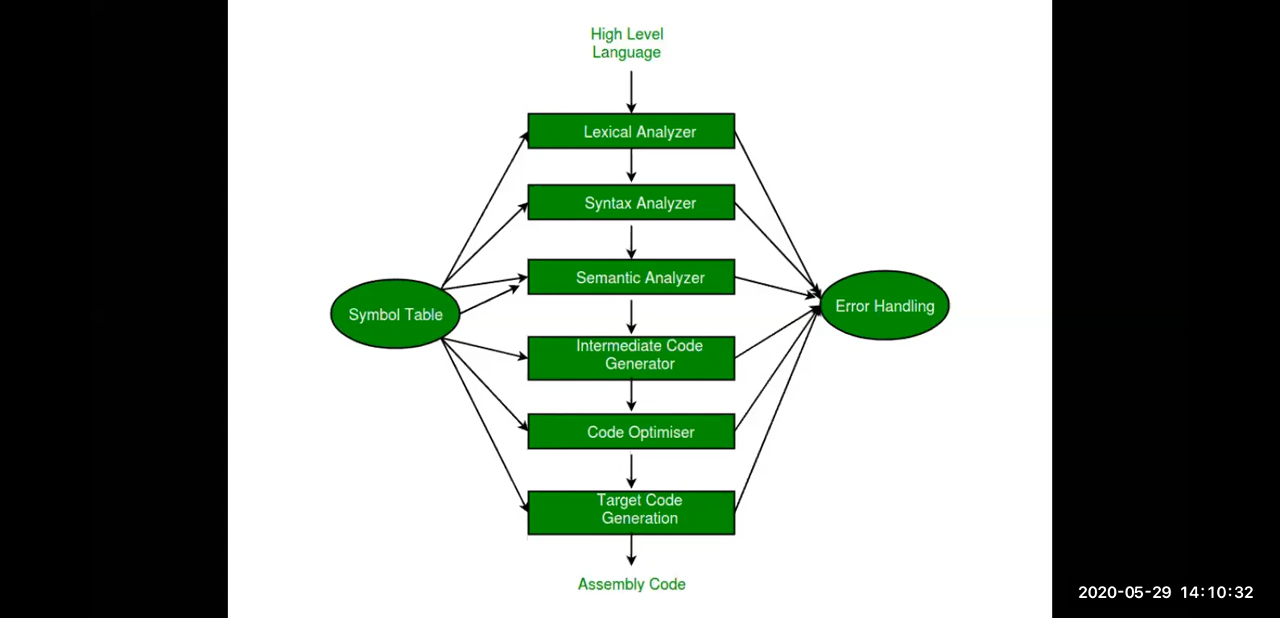 High Level
Language
Lexical Analyzer
Syntax Analyzer
Semantic Analyzer
Symbol Table
Error Handling
Intermediate Code
Generator
Code Optimiser
Target Code
Generation
Assembly Code
2020-05-29 14:10:32